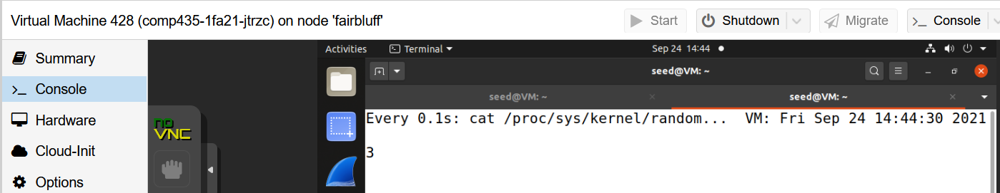 Virtual Machine 428 (comp435-1fa21-jtrzc) on node 'fairbluff'
Start
Shutdown
Migrate
>_ Console
Summary
>_ Console
Hardware
Cloud-Init
Options
no
VNC
Activities
Terminal
Sep 24 14:44
seed@VM: ~
seed@VM: ~
seed@VM: ~
Every 0.1s: cat /proc/sys/kernel/random... VM: Fri Sep 24 14:44:30 2021
3